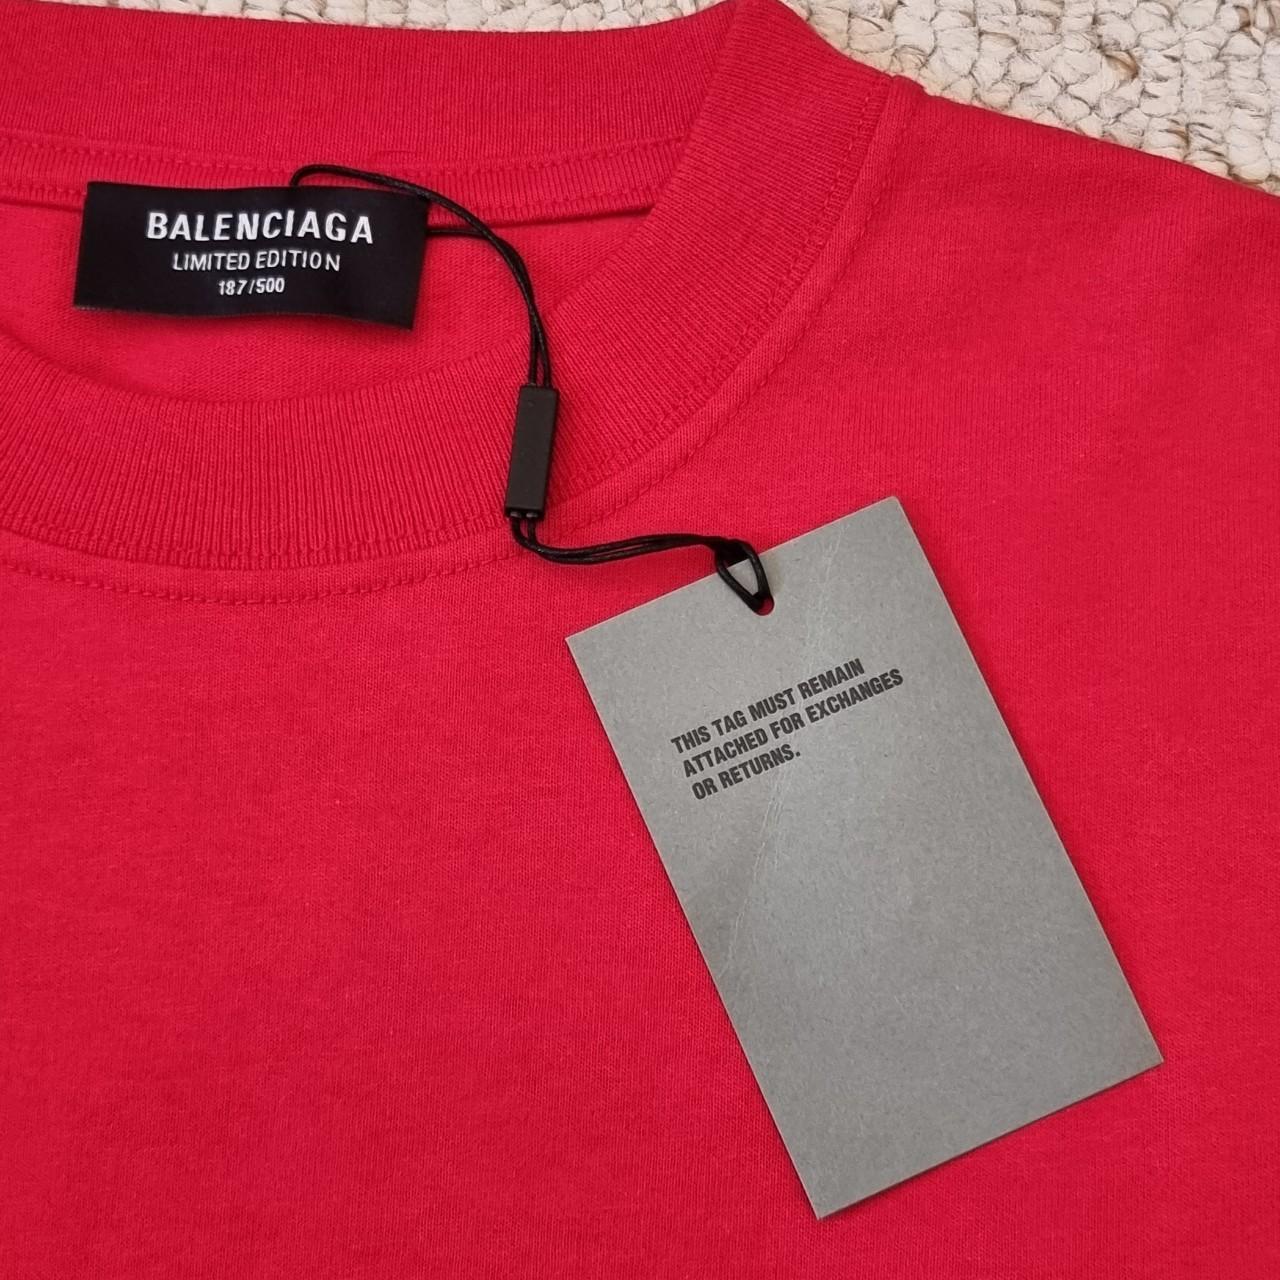 BALENCIAGA
LIMITED EDITION
187/500
THIS TAG MUST REMAIN
ATTACHED FOR EXCHANGES
OR RETURNS.